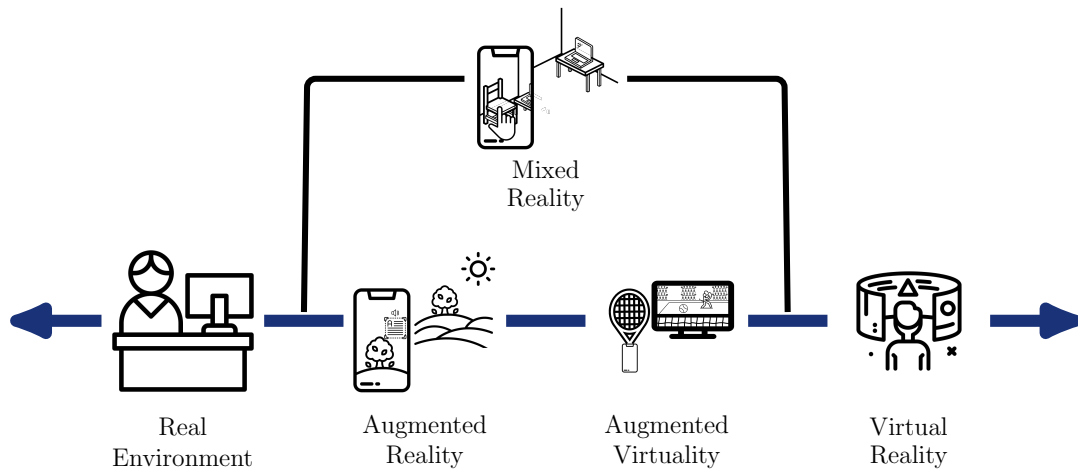 Mixed
Reality
Real
Environment
Augmented
Reality
Augmented
Virtuality
Virtual
Reality